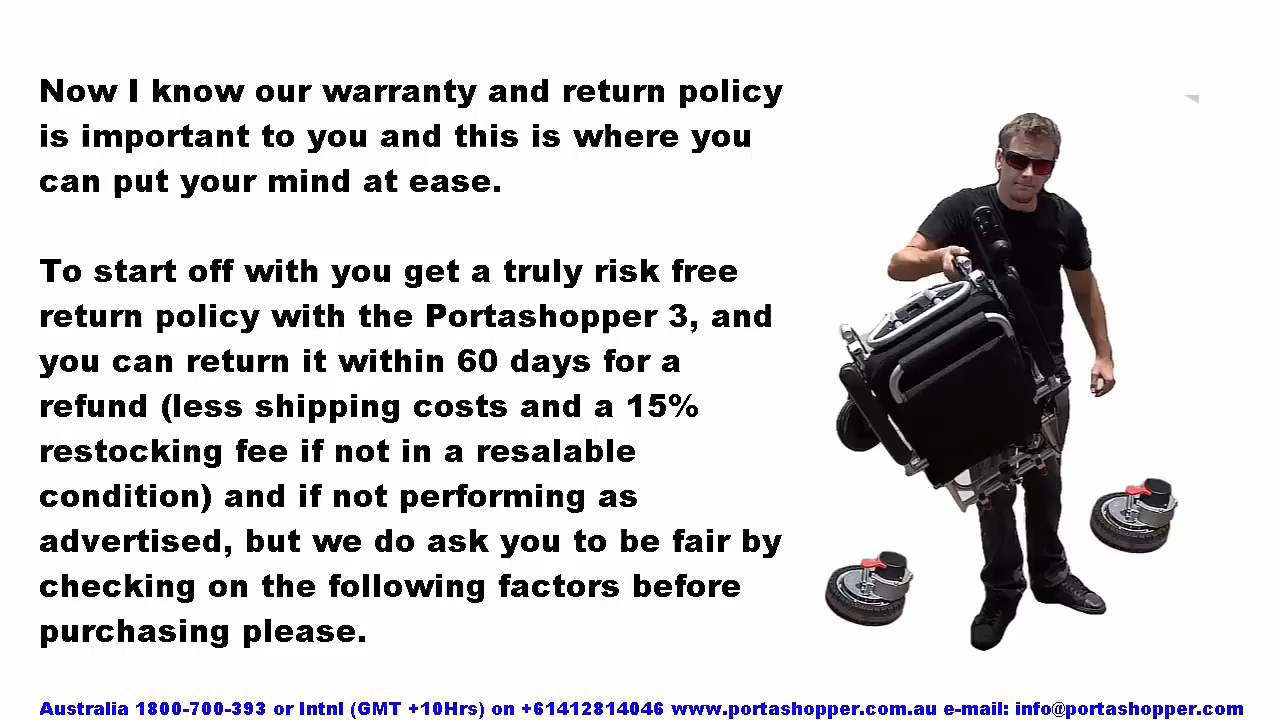 Now I know our warranty and return policy
is important to you and this is where you
can put your mind at ease.
To start off with you get a truly risk free
return policy with the Portashopper 3, and
you can return it within 60 days for a
refund (less shipping costs and a 15%
restocking fee if not in a resalable
condition) and if not performing as
advertised, but we do ask you to be fair by
checking on the following factors before
purchasing please.
Australia 1800-700-393 or Intnl (GMT +10Hrs) on +61412814046 www.portashopper.com.au e-mail: info@portashopper.com